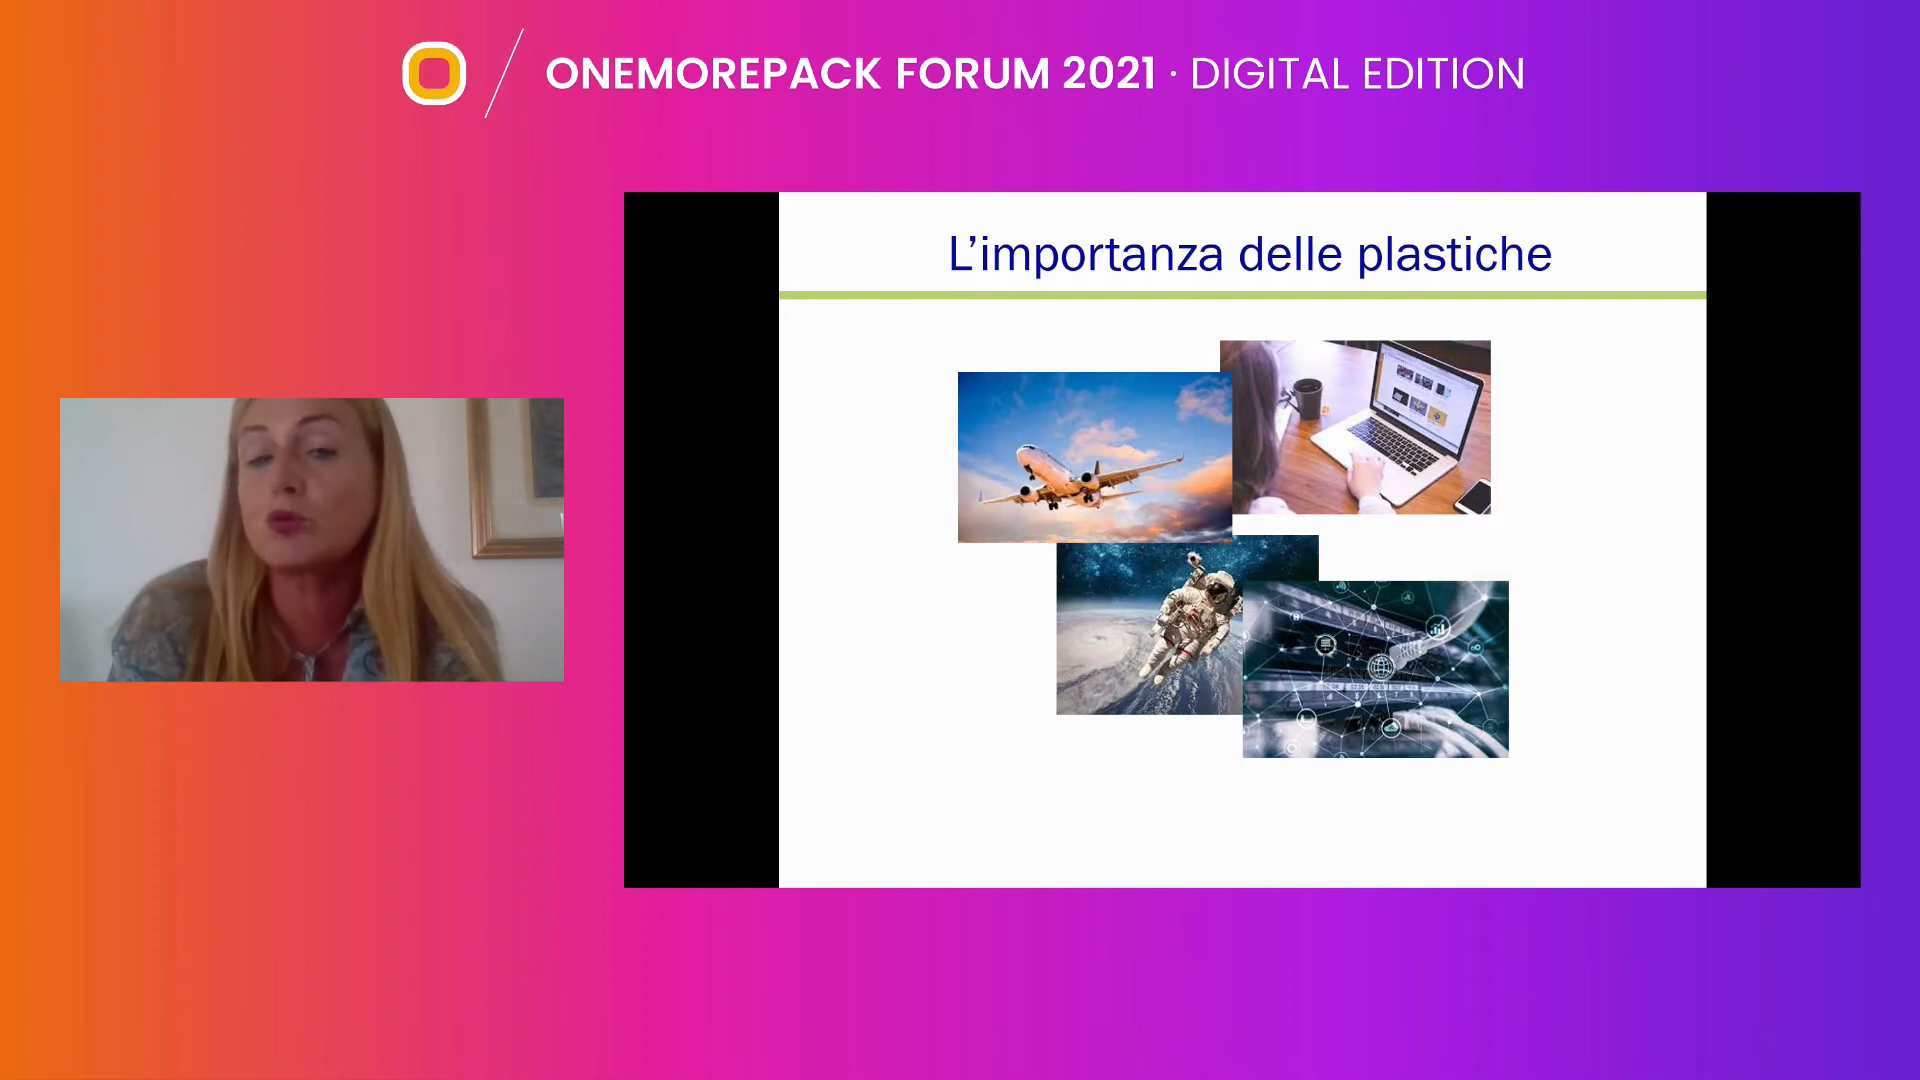 ONEMOREPACK FORUM 2021 · DIGITAL EDITION
L’importanza delle plastiche